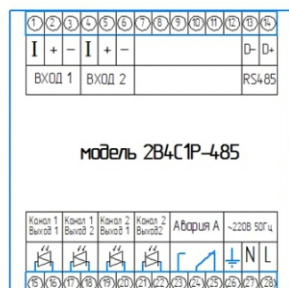 1 2 3 4 5 6 7 8 9 10 11 12 13 14
I + − I + − D- D+
ВХОД 1 ВХОД 2 RS485
модель 2В4С1Р-485
Канал 1 Канал 1 Канал 2 Канал 2 Авария А ~220В 50Гц
Выход 1 Выход 2 Выход 1 Выход2
N L
15 16 17 18 19 20 21 22 23 24 25 26 27 28